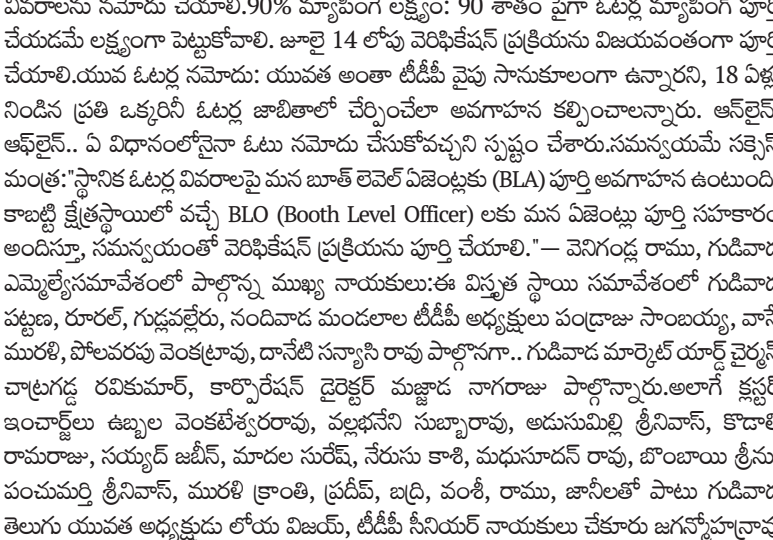 వివరాలను నమోదు చేయాలి.90% మ్యాపింగ్ లక్ష్యం: 90 శాతం పైగా ఓటర్ల మ్యాపింగ్ పూర్తి
చేయడమే లక్ష్యంగా పెట్టుకోవాలి. జూలై 14 లోపు వెరిఫికేషన్ ప్రక్రియను విజయవంతంగా పూర్తి
చేయాలి.యువ ఓటర్ల నమోదు: యువత అంతా టీడీపీ వైపు సానుకూలంగా ఉన్నారని, 18 ఏళ్లు
నిండిన ప్రతి ఒక్కరినీ ఓటర్ల జాబితాలో చేర్పించేలా అవగాహన కల్పించాలన్నారు. ఆన్‌లైన్
ఆఫ్‌లైన్.. ఏ విధానంలోనైనా ఓటు నమోదు చేసుకోవచ్చని స్పష్టం చేశారు.సమన్వయమే సక్సెస్
మంత్ర:"స్థానిక ఓటర్ల వివరాలపై మన బూత్ లెవెల్ ఏజెంట్లకు (BLA) పూర్తి అవగాహన ఉంటుంది
కాబట్టి క్షేత్రస్థాయిలో వచ్చే BLO (Booth Level Officer) లకు మన ఏజెంట్లు పూర్తి సహకారం
అందిస్తూ, సమన్వయంతో వెరిఫికేషన్ ప్రక్రియను పూర్తి చేయాలి."— వెనిగండ్ల రాము, గుడివాడ
ఎమ్మెల్యేసమావేశంలో పాల్గొన్న ముఖ్య నాయకులు:ఈ విస్తృత స్థాయి సమావేశంలో గుడివాడ
పట్టణ, రూరల్, గుడ్లవల్లేరు, నందివాడ మండలాల టీడీపీ అధ్యక్షులు పండ్రాజు సాంబయ్య, వాసే
మురళి, పోలవరపు వెంకట్రావు, దానేటి సన్యాసి రావు పాల్గొనగా.. గుడివాడ మార్కెట్ యార్డ్ చైర్మన్
చాట్రగడ్డ రవికుమార్, కార్పొరేషన్ డైరెక్టర్ మజ్జాడ నాగరాజు పాల్గొన్నారు.అలాగే క్లస్టర్
ఇంచార్జ్‌లు ఉబ్బల వెంకటేశ్వరరావు, వల్లభనేని సుబ్బారావు, అడుసుమిల్లి శ్రీనివాస్, కొడాలి
రామరాజు, సయ్యద్ జబీన్, మాదల సురేష్, నేరుసు కాశి, మధుసూదన్ రావు, బొంబాయి శ్రీను
పంచుమర్తి శ్రీనివాస్, మురళి క్రాంతి, ప్రదీప్, బద్రి, వంశీ, రాము, జానీలతో పాటు గుడివాడ
తెలుగు యువత అధ్యక్షుడు లోయ విజయ్, టీడీపీ సీనియర్ నాయకులు చేకూరు జగన్మోహన్రావు